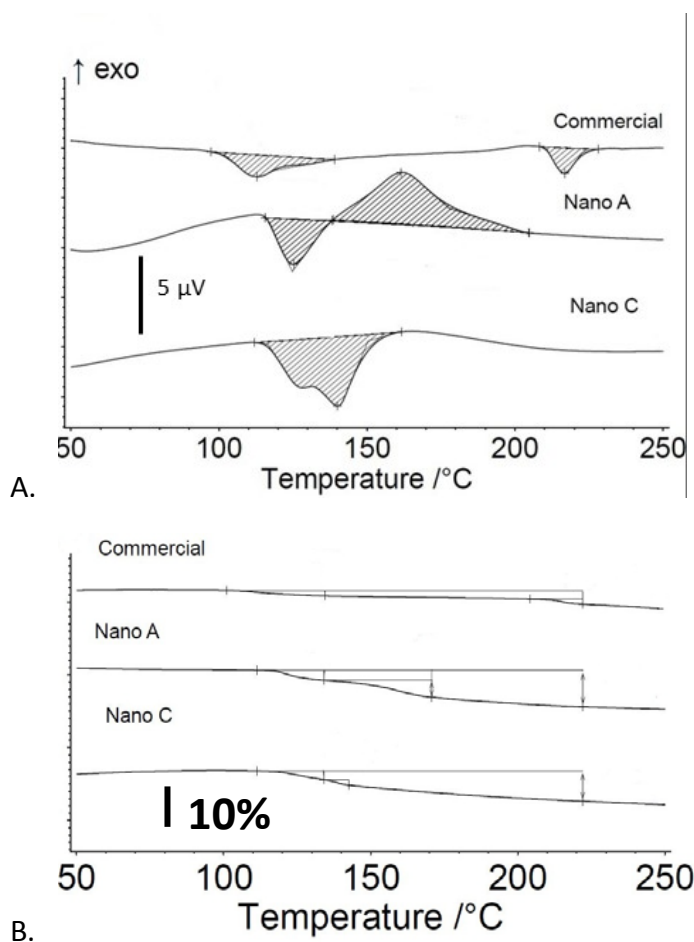 ↑ exo
Commercial
Nano A
5 µV
Nano C
50 100 150 200 250
Temperature /°C
A.
Commercial
Nano A
Nano C
10%
50 100 150 200 250
Temperature /°C
B.